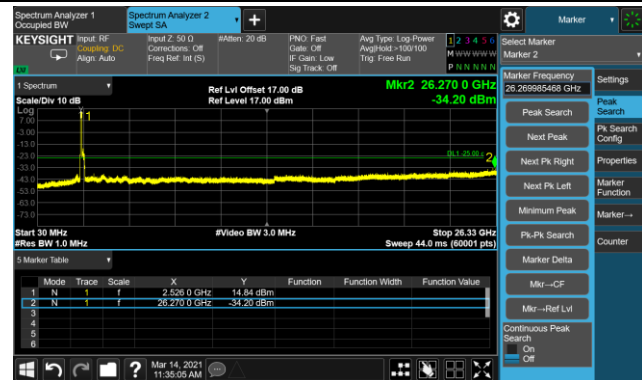 Spectrum Analyzer 1
Occupied BW
Spectrum Analyzer 2
Swept SA
Marker
KEYSIGHT
Input: RF
Coupling: DC
Align: Auto
Input Z: 50 Ω
Corrections: Off
Freq Ref: Int (S)
#Atten: 20 dB
PNO: Fast
Gate: Off
IF Gain: Low
Sig Track: Off
Avg Type: Log-Power
Avg|Hold:>100/100
Trig: Free Run
1 2 3 4 5 6
M W W W W W
P N N N N N
Select Marker
Marker 2
1 Spectrum
Ref Lvl Offset 17.00 dB
Mkr2 26.270 0 GHz
Scale/Div 10 dB
Ref Level 17.00 dBm
-34.20 dBm
Log
1
7.00
-3.00
-13.0
-23.0
DL1 -25.00
2
-33.0
-43.0
-53.0
-63.0
-73.0
Start 30 MHz
#Video BW 3.0 MHz
Stop 26.33 GHz
#Res BW 1.0 MHz
Sweep 44.0 ms (60001 pts)
5 Marker Table
Mode Trace Scale X Y Function Function Width Function Value
1 N 1 f 2.526 0 GHz 14.84 dBm
2 N 1 f 26.270 0 GHz -34.20 dBm
3
4
5
6
Mar 14, 2021
11:35:05 AM
Marker Frequency
26.269985468 GHz
Peak Search
Next Peak
Next Pk Right
Next Pk Left
Minimum Peak
Pk-Pk Search
Marker Delta
Mkr→CF
Mkr→Ref Lvl
Continuous Peak
Search
On
Off
Settings
Peak
Search
Pk Search
Config
Properties
Marker
Function
Marker→
Counter